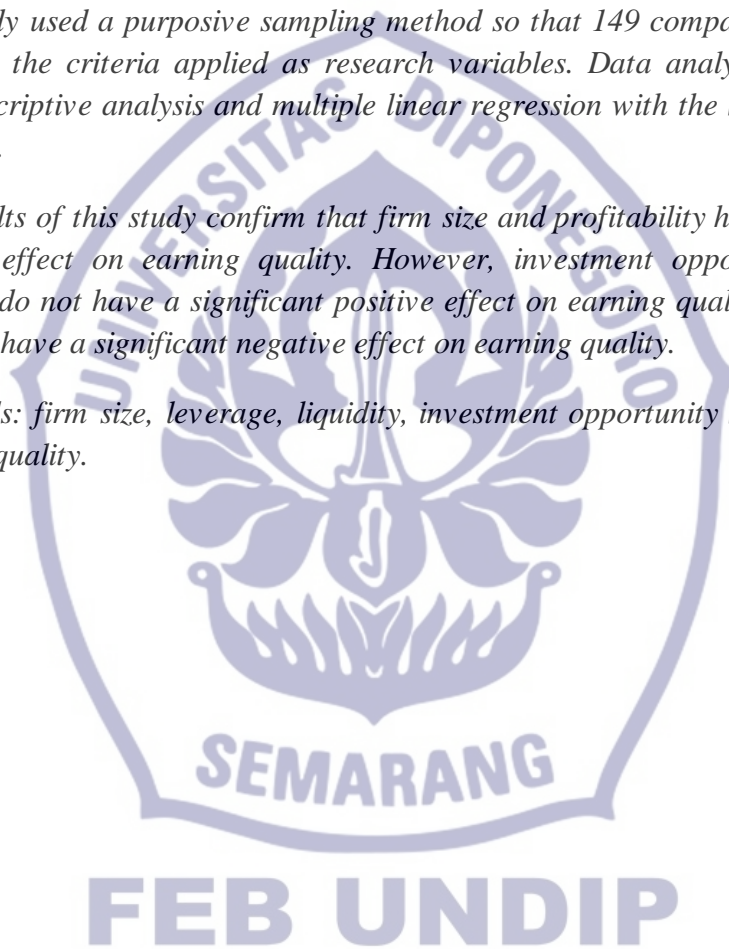 ly used a purposive sampling method so that 149 compa
the criteria applied as research variables. Data analy
criptive analysis and multiple linear regression with the
lts of this study confirm that firm size and profitability h
effect on earning quality. However, investment oppo
do not have a significant positive effect on earning qual
have a significant negative effect on earning quality.
ls: firm size, leverage, liquidity, investment opportunity
quality.
UNIVERSITAS DIPONEGORO
SEMARANG
FEB UNDIP